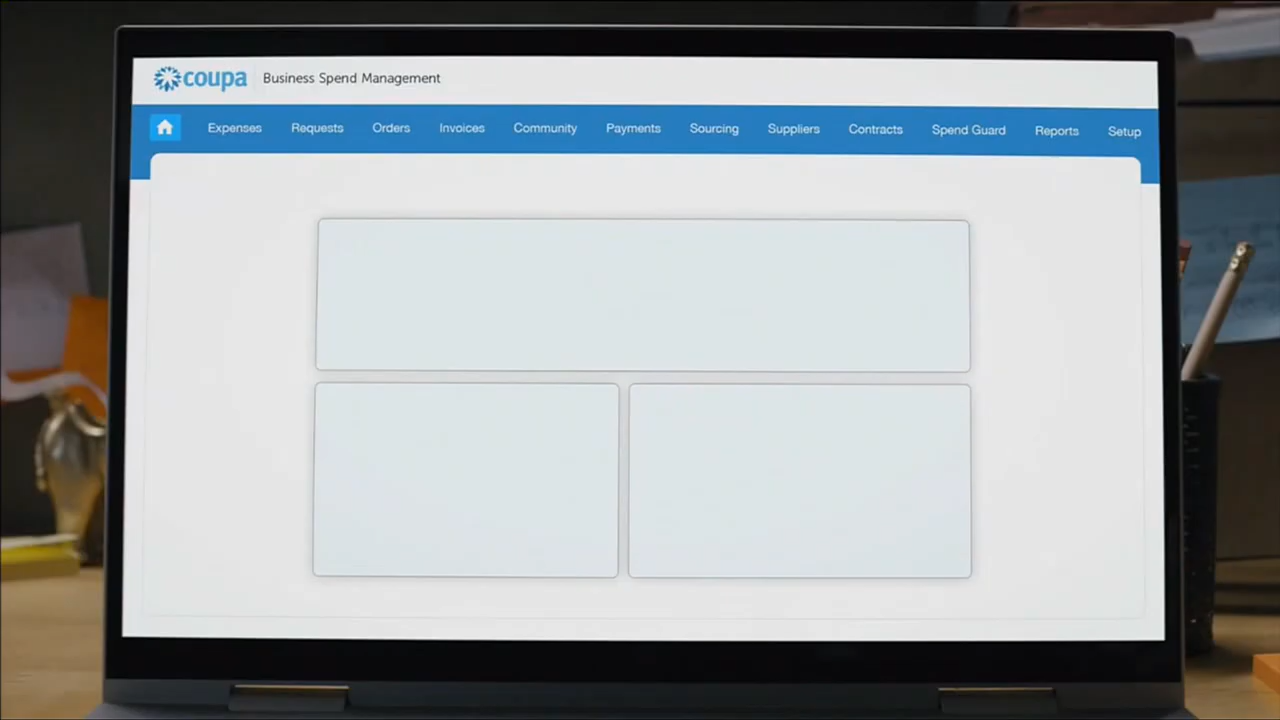 coupa Business Spend Management
Expenses Requests Orders Invoices Community Payments Sourcing Suppliers Contracts Spend Guard Reports Setup